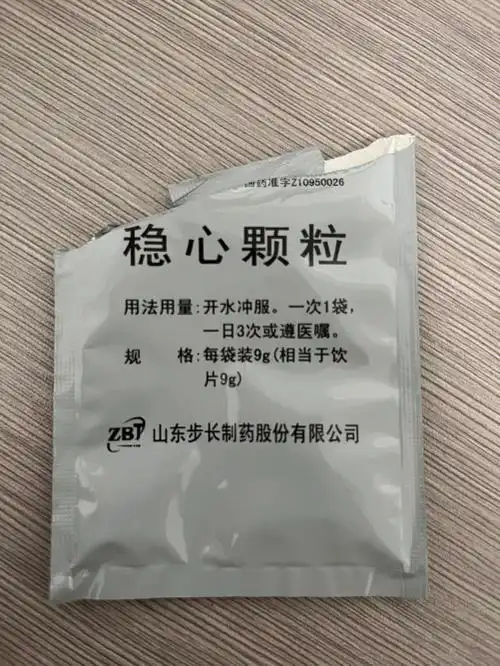 国药准字Z10950026
稳心颗粒
用法用量:开水冲服。一次1袋,
一日3次或遵医嘱。
规 格:每袋装9g(相当于饮
片9g)
ZBT 山东步长制药股份有限公司